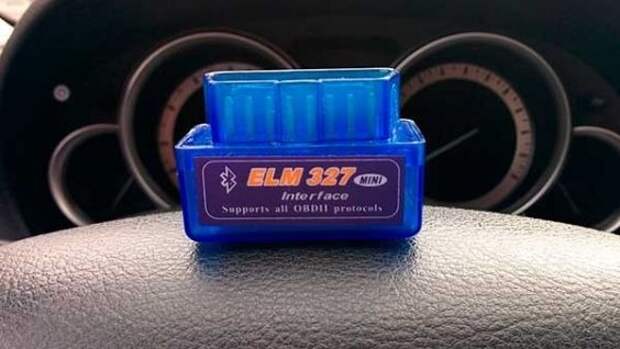 ELM 327 MINI
Interface
Supports all OBDII protocols